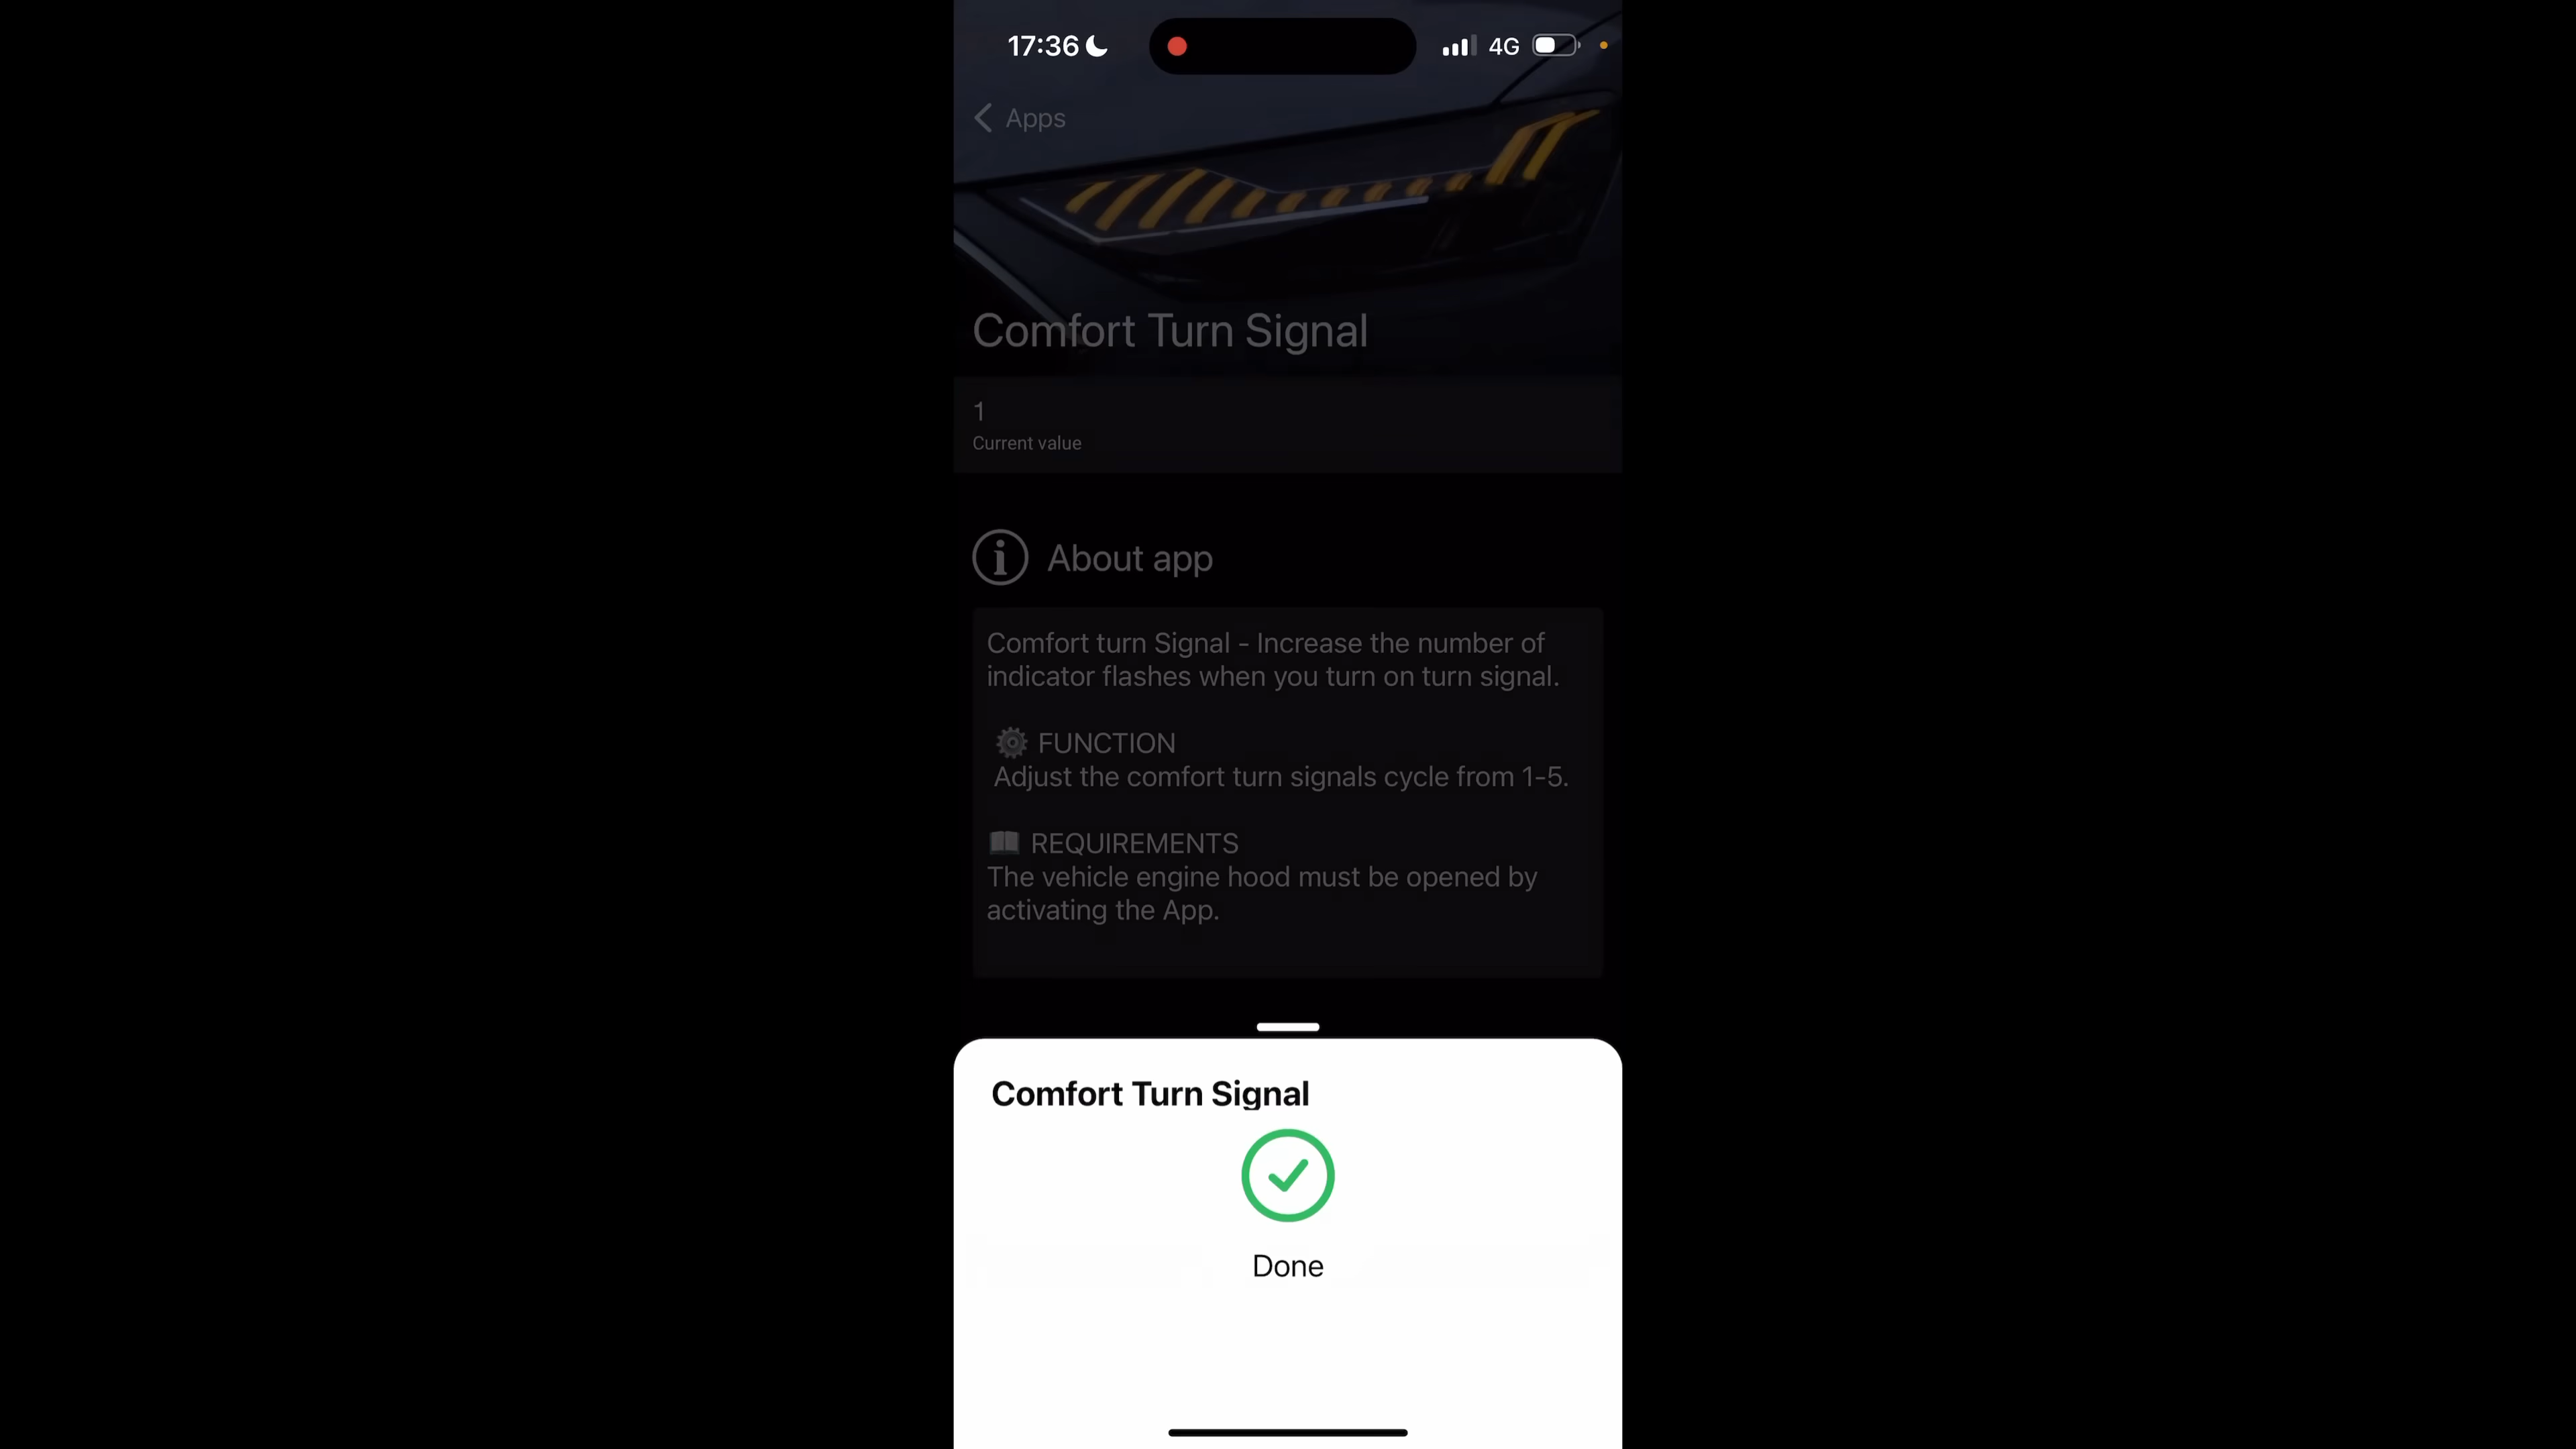 17:36
4G
Apps
Comfort Turn Signal
1
Current value
About app
Comfort turn Signal - Increase the number of
indicator flashes when you turn on turn signal.
FUNCTION
Adjust the comfort turn signals cycle from 1-5.
REQUIREMENTS
The vehicle engine hood must be opened by
activating the App.
Comfort Turn Signal
Done